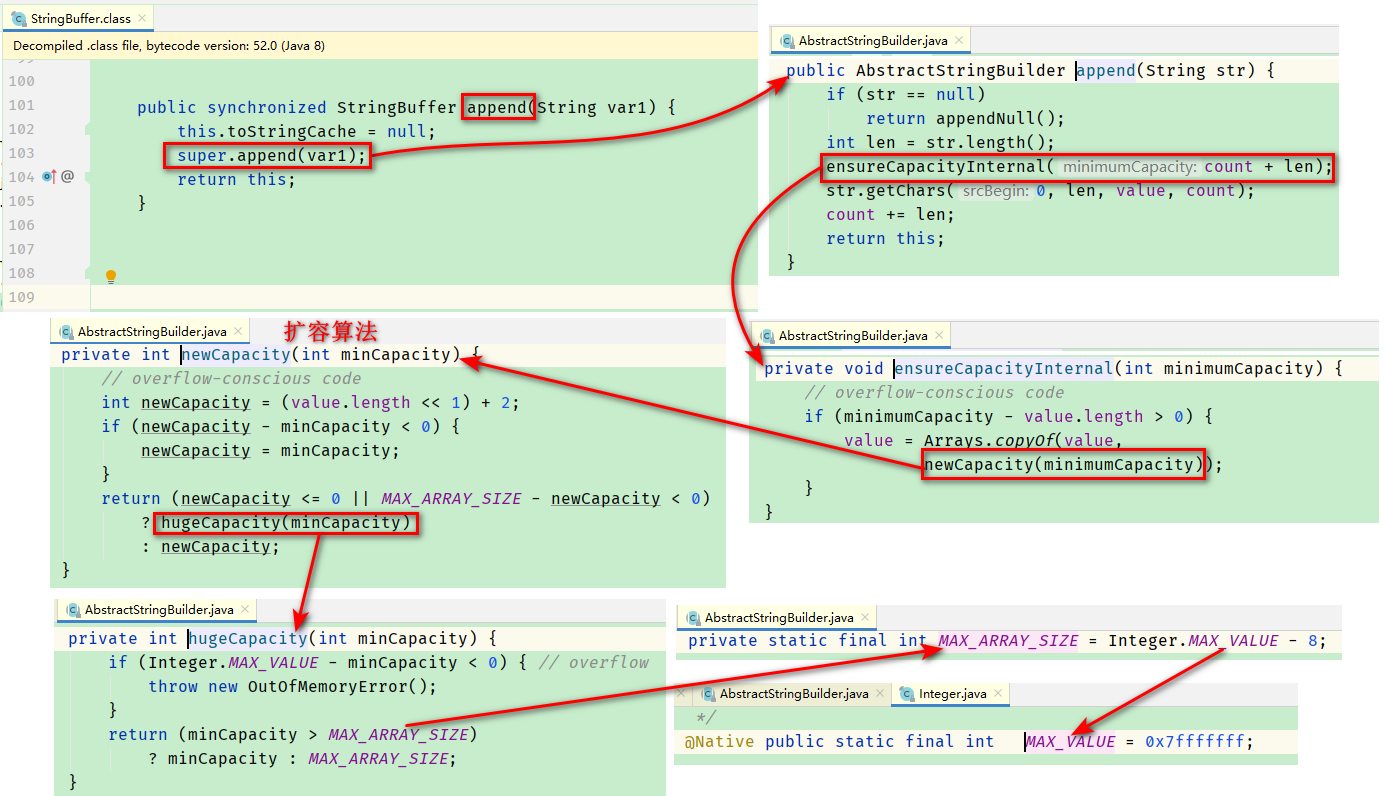 StringBuffer.class
Decompiled .class file, bytecode version: 52.0 (Java 8)
100
101 public synchronized StringBuffer append(String var1) {
102 this.toStringCache = null;
103 super.append(var1);
104 @ return this;
105 }
106
107
108
109
AbstractStringBuilder.java
public AbstractStringBuilder append(String str) {
if (str == null)
return appendNull();
int len = str.length();
ensureCapacityInternal( minimumCapacity: count + len);
str.getChars( srcBegin: 0, len, value, count);
count += len;
return this;
}
AbstractStringBuilder.java
扩容算法
private int newCapacity(int minCapacity) {
// overflow-conscious code
int newCapacity = (value.length << 1) + 2;
if (newCapacity - minCapacity < 0) {
newCapacity = minCapacity;
}
return (newCapacity <= 0 || MAX_ARRAY_SIZE - newCapacity < 0)
? hugeCapacity(minCapacity)
: newCapacity;
}
AbstractStringBuilder.java
private void ensureCapacityInternal(int minimumCapacity) {
// overflow-conscious code
if (minimumCapacity - value.length > 0) {
value = Arrays.copyOf(value,
newCapacity(minimumCapacity));
}
}
AbstractStringBuilder.java
private int hugeCapacity(int minCapacity) {
if (Integer.MAX_VALUE - minCapacity < 0) { // overflow
throw new OutOfMemoryError();
}
return (minCapacity > MAX_ARRAY_SIZE)
? minCapacity : MAX_ARRAY_SIZE;
}
AbstractStringBuilder.java
private static final int MAX_ARRAY_SIZE = Integer.MAX_VALUE - 8;
AbstractStringBuilder.java Integer.java
*/
@Native public static final int MAX_VALUE = 0x7fffffff;